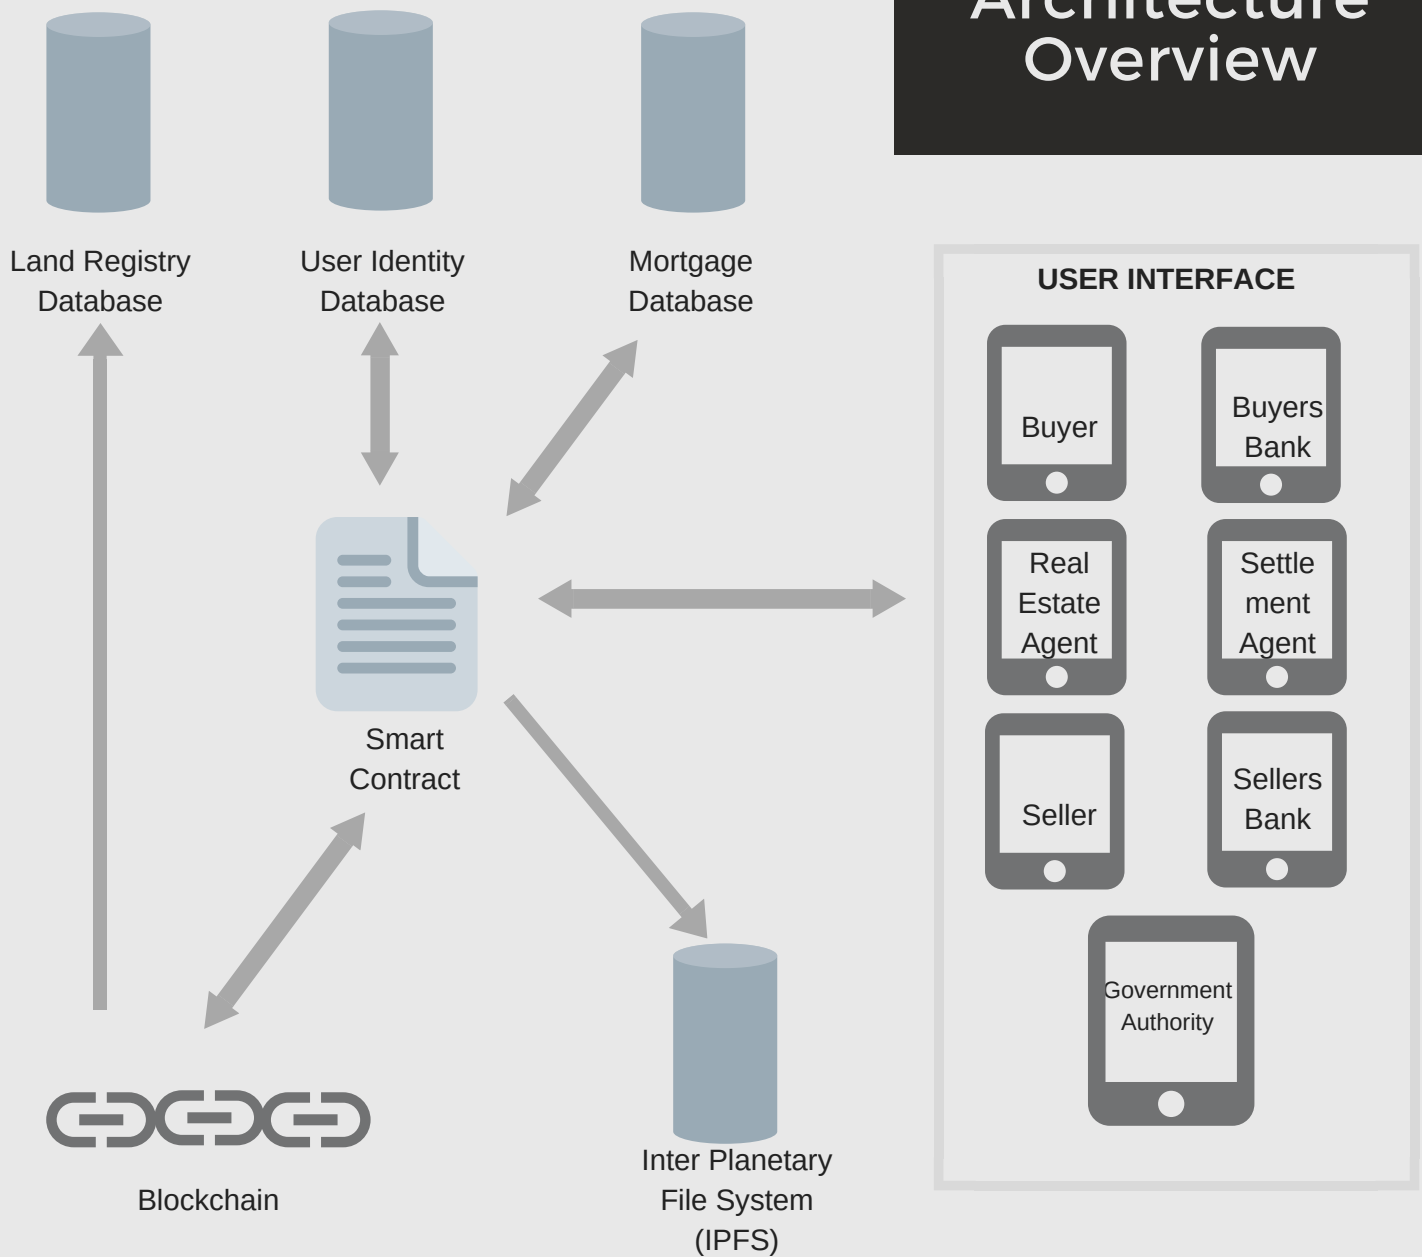 Architecture
Overview
Land Registry
Database
User Identity
Database
Mortgage
Database
USER INTERFACE
Buyer
Buyers
Bank
Real
Estate
Agent
Settle
ment
Agent
Seller
Sellers
Bank
Government
Authority
Smart
Contract
Blockchain
Inter Planetary
File System
(IPFS)